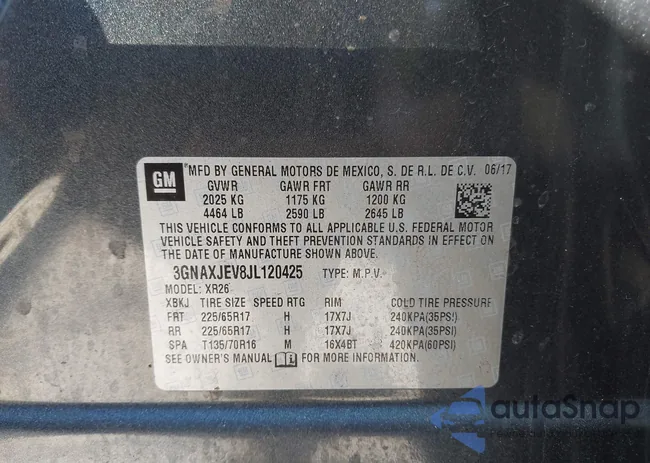 GM
MFD BY GENERAL MOTORS DE MEXICO, S. DE R.L. DE C.V. 06/17
GVWR GAWR FRT GAWR RR
2025 KG 1175 KG 1200 KG
4464 LB 2590 LB 2645 LB
THIS VEHICLE CONFORMS TO ALL APPLICABLE U.S. FEDERAL MOTOR
VEHICLE SAFETY AND THEFT PREVENTION STANDARDS IN EFFECT ON THE
DATE OF MANUFACTURE SHOWN ABOVE.
3GNAXJEV8JL120425 TYPE: M.P.V.
MODEL: XR26
XBKJ TIRE SIZE SPEED RTG RIM COLD TIRE PRESSURE
FRT 225/65R17 H 17X7J 240KPA(35PSI)
RR 225/65R17 H 17X7J 240KPA(35PSI)
SPA T135/70R16 M 16X4BT 420KPA(60PSI)
SEE OWNER'S MANUAL FOR MORE INFORMATION.
autoSnap